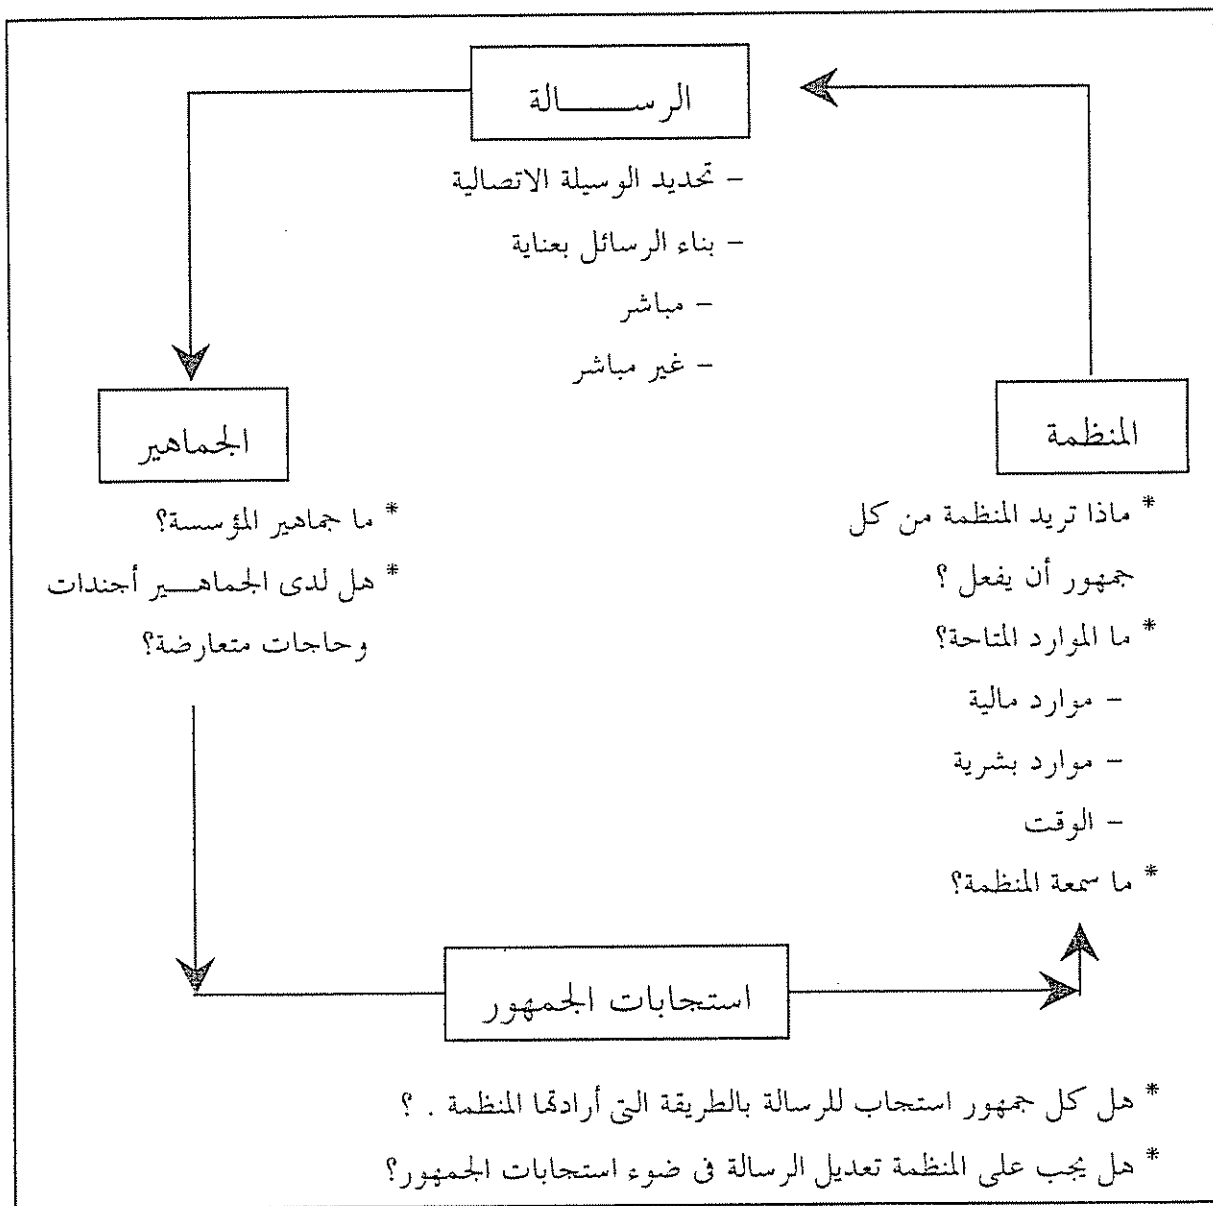 الرســـــالة
– تحديد الوسيلة الاتصالية
– بناء الرسائل بعناية
– مباشر
– غير مباشر
المنظمة
* ماذا تريد المنظمة من كل
جمهور أن يفعل ؟
* ما الموارد المتاحة؟
– موارد مالية
– موارد بشرية
– الوقت
* ما سمعة المنظمة؟
الجماهير
* ما جماهير المؤسسة؟
* هل لدى الجماهـــير أجندات
وحاجات متعارضة؟
استجابات الجمهور
* هل كل جمهور استجاب للرسالة بالطريقة التى أرادتها المنظمة . ؟
* هل يجب على المنظمة تعديل الرسالة فى ضوء استجابات الجمهور؟